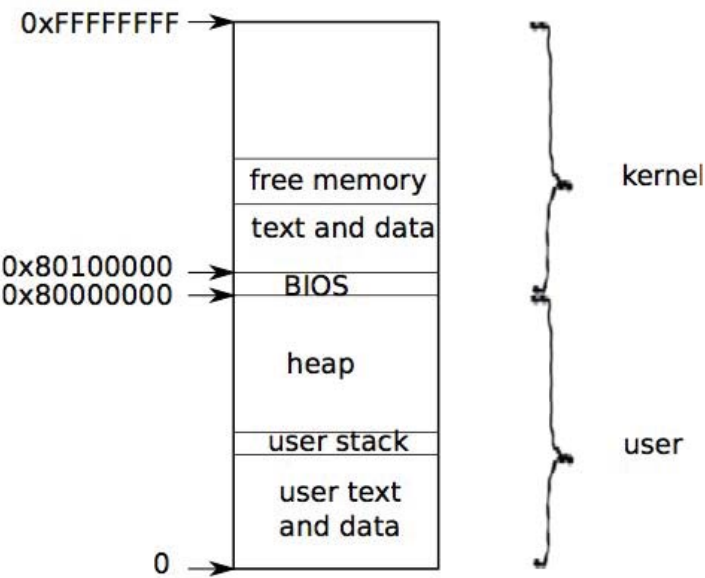 0xFFFFFFFF
free memory
kernel
text and data
0x80100000
BIOS
0x80000000
heap
user stack
user
user text
and data
0